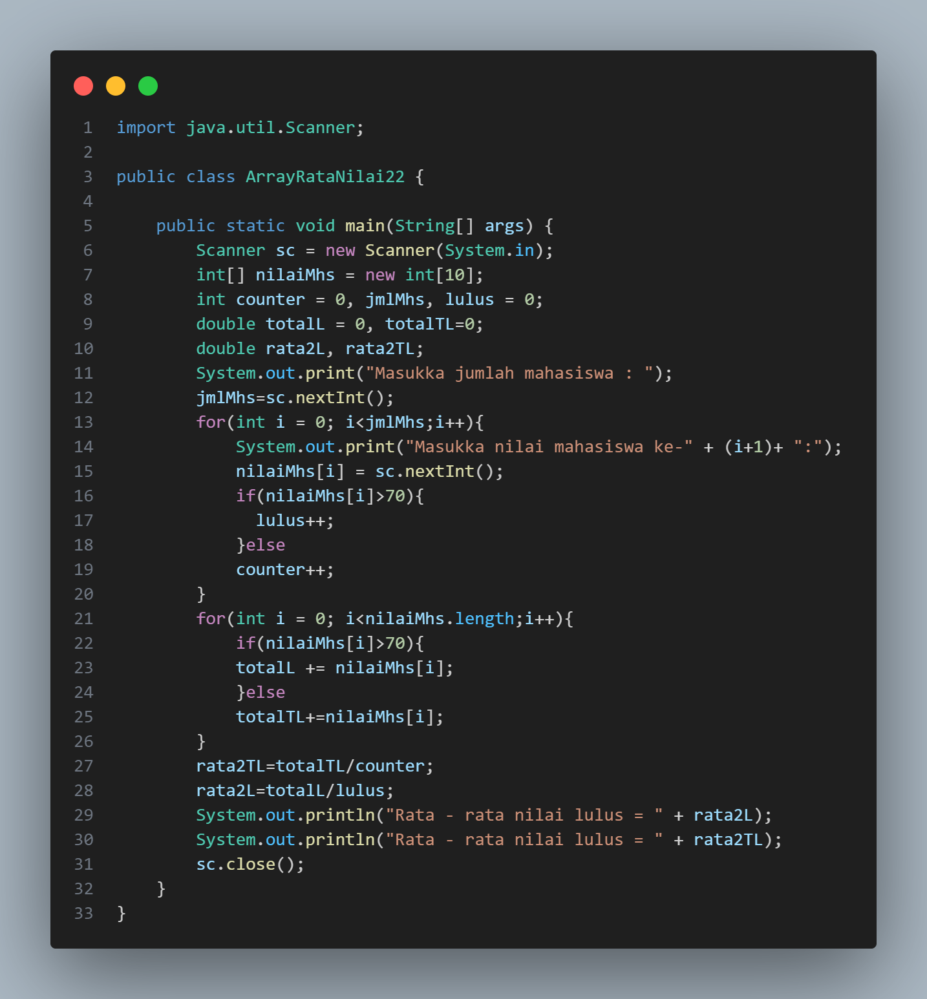 1 import java.util.Scanner;
2
3 public class ArrayRataNilai22 {
4
5     public static void main(String[] args) {
6         Scanner sc = new Scanner(System.in);
7         int[] nilaiMhs = new int[10];
8         int counter = 0, jmlMhs, lulus = 0;
9         double totalL = 0, totalTL=0;
10         double rata2L, rata2TL;
11         System.out.print("Masukka jumlah mahasiswa : ");
12         jmlMhs=sc.nextInt();
13         for(int i = 0; i<jmlMhs;i++){
14             System.out.print("Masukka nilai mahasiswa ke-" + (i+1)+ ":");
15             nilaiMhs[i] = sc.nextInt();
16             if(nilaiMhs[i]>70){
17               lulus++;
18             }else
19             counter++;
20         }
21         for(int i = 0; i<nilaiMhs.length;i++){
22             if(nilaiMhs[i]>70){
23             totalL += nilaiMhs[i];
24             }else
25             totalTL+=nilaiMhs[i];
26         }
27         rata2TL=totalTL/counter;
28         rata2L=totalL/lulus;
29         System.out.println("Rata - rata nilai lulus = " + rata2L);
30         System.out.println("Rata - rata nilai lulus = " + rata2TL);
31         sc.close();
32     }
33 }